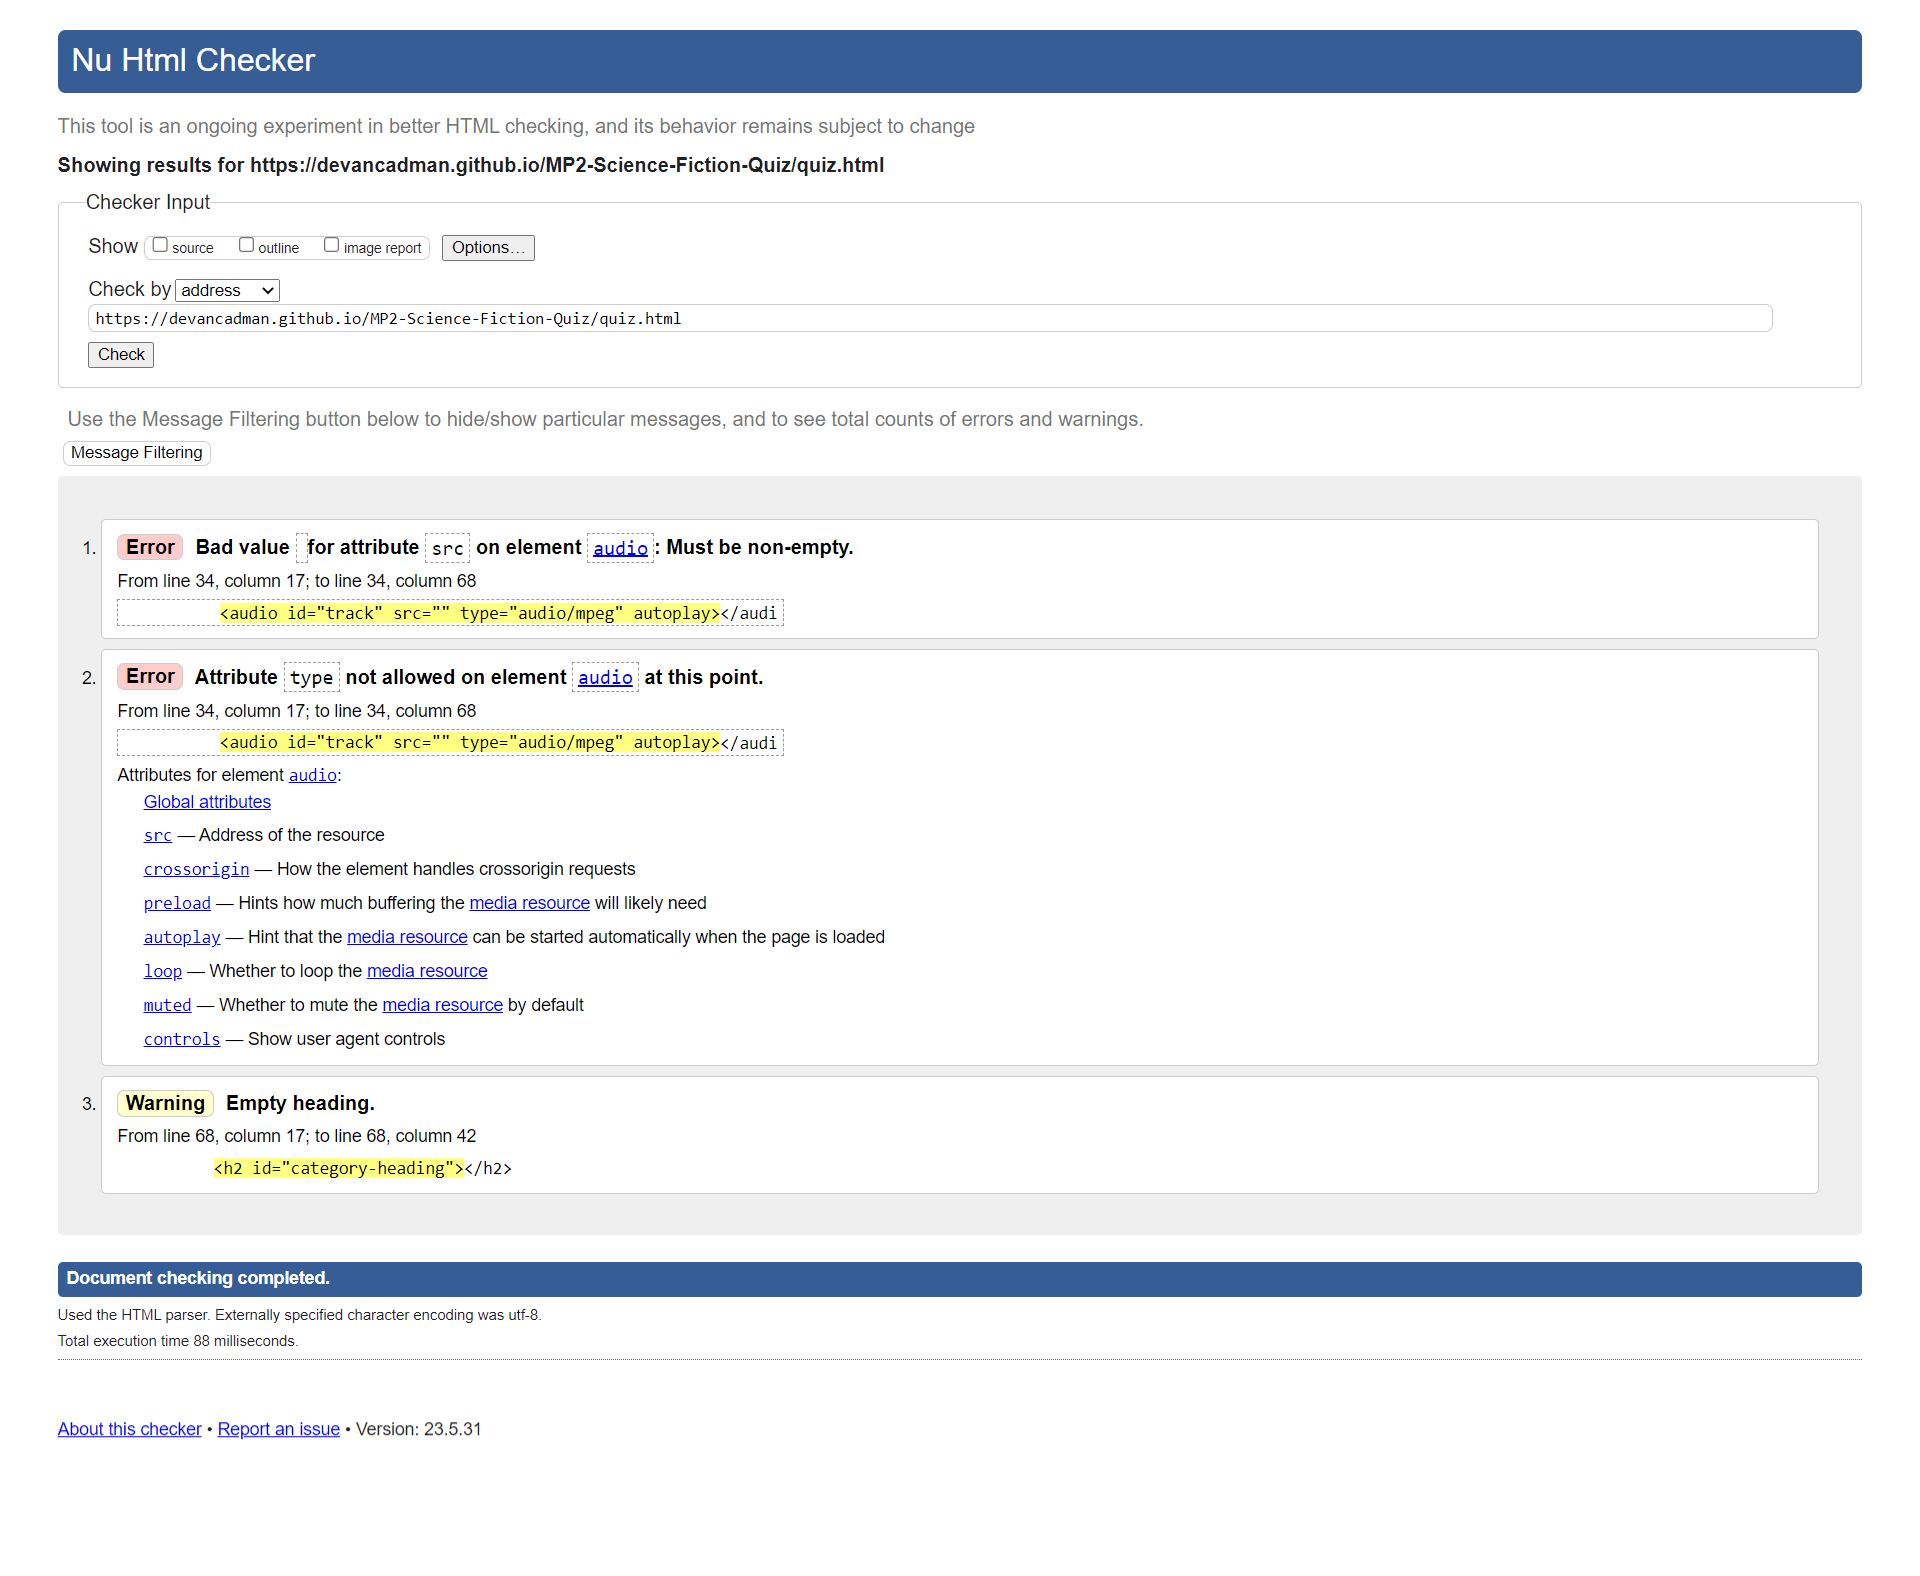 Nu Html Checker
This tool is an ongoing experiment in better HTML checking, and its behavior remains subject to change
Showing results for https://devancadman.github.io/MP2-Science-Fiction-Quiz/quiz.html
Checker Input
Show source outline image report Options...
Check by address
https://devancadman.github.io/MP2-Science-Fiction-Quiz/quiz.html
Check
Use the Message Filtering button below to hide/show particular messages, and to see total counts of errors and warnings.
Message Filtering
1. Error Bad value for attribute src on element audio: Must be non-empty.
From line 34, column 17; to line 34, column 68
<audio id="track" src="" type="audio/mpeg" autoplay></audi
2. Error Attribute type not allowed on element audio at this point.
From line 34, column 17; to line 34, column 68
<audio id="track" src="" type="audio/mpeg" autoplay></audi
Attributes for element audio:
Global attributes
src — Address of the resource
crossorigin — How the element handles crossorigin requests
preload — Hints how much buffering the media resource will likely need
autoplay — Hint that the media resource can be started automatically when the page is loaded
loop — Whether to loop the media resource
muted — Whether to mute the media resource by default
controls — Show user agent controls
3. Warning Empty heading.
From line 68, column 17; to line 68, column 42
<h2 id="category-heading"></h2>
Document checking completed.
Used the HTML parser. Externally specified character encoding was utf-8.
Total execution time 88 milliseconds.
About this checker • Report an issue • Version: 23.5.31